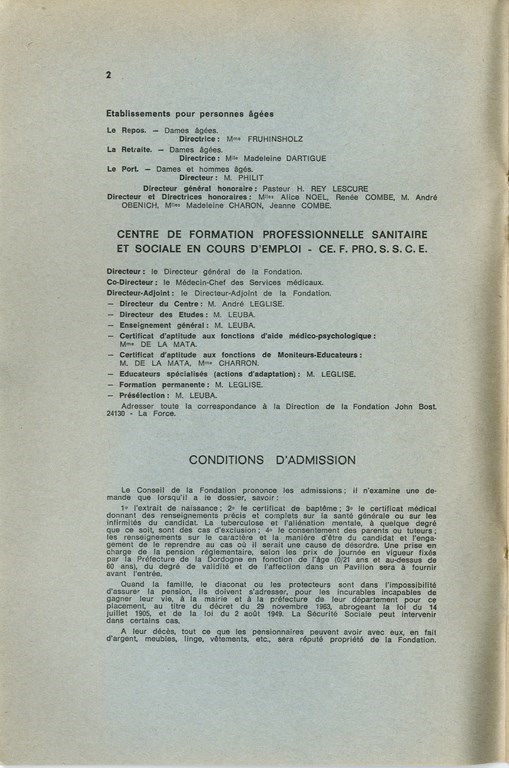 2
Etablissements pour personnes âgées
Le Repos. — Dames âgées.
Directrice : Mme FRUHINSHOLZ
La Retraite. — Dames âgées.
Directrice : Mlle Madeleine DARTIGUE
Le Port. — Dames et hommes âgés.
Directeur : M. PHILIT
Directeur général honoraire : Pasteur H. REY LESCURE
Directeur et Directrices honoraires : Mlles Alice NOEL, Renée COMBE, M. André
OBENICH, Mlles Madeleine CHARON, Jeanne COMBE.
CENTRE DE FORMATION PROFESSIONNELLE SANITAIRE
ET SOCIALE EN COURS D'EMPLOI - CE. F. PRO. S. S. C. E.
Directeur : le Directeur général de la Fondation.
Co-Directeur : le Médecin-Chef des Services médicaux.
Directeur-Adjoint : le Directeur-Adjoint de la Fondation.
— Directeur du Centre : M. André LEGLISE.
— Directeur des Etudes : M. LEUBA.
— Enseignement général : M. LEUBA.
— Certificat d'aptitude aux fonctions d'aide médico-psychologique :
Mme DE LA MATA.
— Certificat d'aptitude aux fonctions de Moniteurs-Educateurs :
M. DE LA MATA, Mme CHARRON.
— Educateurs spécialisés (actions d'adaptation) : M. LEGLISE.
— Formation permanente : M. LEGLISE.
— Présélection : M. LEUBA.
Adresser toute la correspondance à la Direction de la Fondation John Bost
24130 - La Force.
CONDITIONS D'ADMISSION
Le Conseil de la Fondation prononce les admissions ; il n'examine une de-
mande que lorsqu'il a le dossier, savoir :
1º l'extrait de naissance ; 2º le certificat de baptême ; 3º le certificat médical
donnant des renseignements précis et complets sur la santé générale ou sur les
infirmités du candidat. La tuberculose et l'aliénation mentale, à quelque degré
que ce soit, sont des cas d'exclusion ; 4º le consentement des parents ou tuteurs ;
les renseignements sur le caractère et la manière d'être du candidat et l'enga-
gement de le reprendre au cas où il serait une cause de désordre. Une prise en
charge de la pension réglementaire, selon les prix de journée en vigueur fixés
par la Préfecture de la Dordogne en fonction de l'âge (0/21 ans et au-dessus de
60 ans), du degré de validité et de l'affection dans un Pavillon sera à fournir
avant l'entrée.
Quand la famille, le diaconat ou les protecteurs sont dans l'impossibilité
d'assurer la pension, ils doivent s'adresser, pour les incurables incapables de
gagner leur vie, à la mairie et à la préfecture de leur département pour ce
placement, au titre du décret du 29 novembre 1953, abrogeant la loi du 14
juillet 1905, et de la loi du 2 août 1949. La Sécurité Sociale peut intervenir
dans certains cas.
A leur décès, tout ce que les pensionnaires peuvent avoir avec eux, en fait
d'argent, meubles, linge, vêtements, etc., sera réputé propriété de la Fondation.